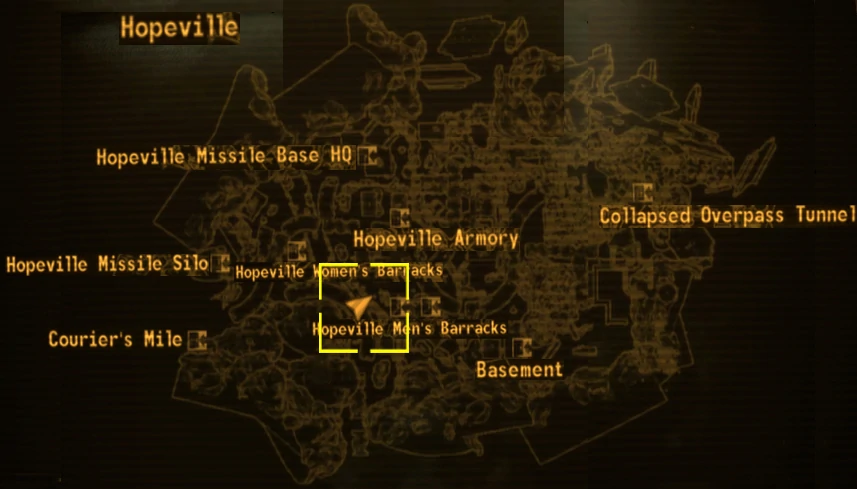 Hopeville
Hopeville Missile Base HQ
Collapsed Overpass Tunnel
Hopeville Armory
Hopeville Missile Silo
Hopeville Women's Barracks
Hopeville Men's Barracks
Courier's Mile
Basement